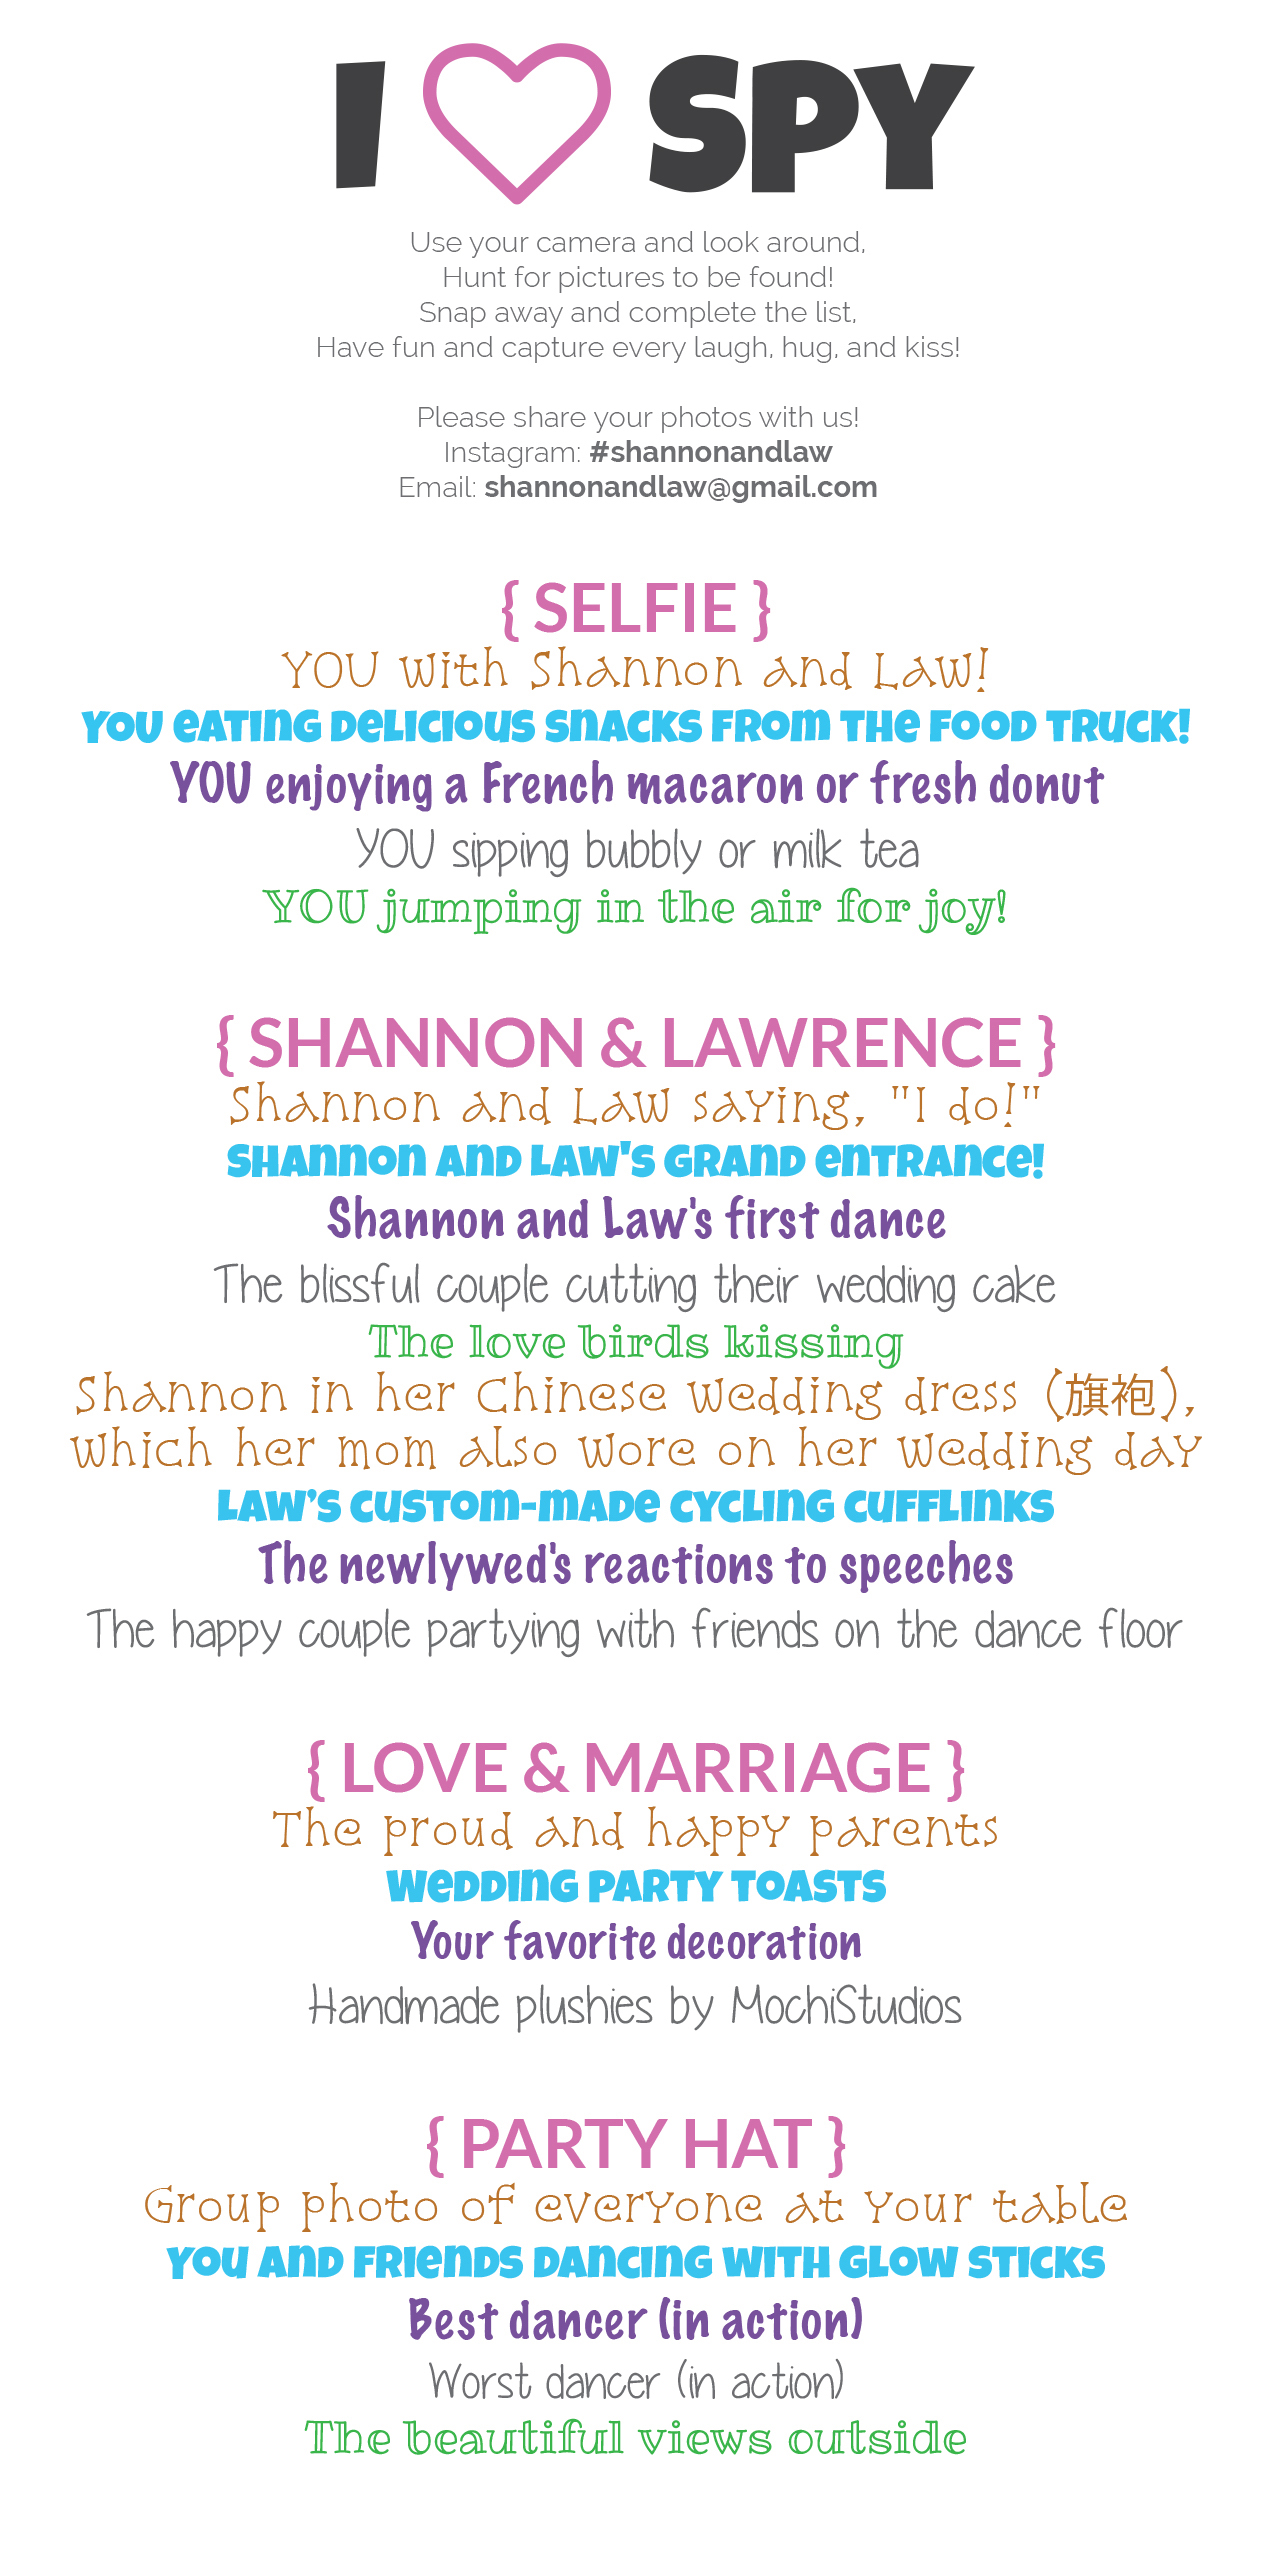 I SPY
Use your camera and look around,
Hunt for pictures to be found!
Snap away and complete the list,
Have fun and capture every laugh, hug, and kiss!
Please share your photos with us!
Instagram: #shannonandlaw
Email: shannonandlaw@gmail.com
{ SELFIE }
YOU with Shannon and Law!
YOU eating delicious snacks from the food truck!
YOU enjoying a French macaron or fresh donut
YOU sipping bubbly or milk tea
YOU jumping in the air for joy!
{ SHANNON & LAWRENCE }
Shannon and Law saying, "I do!"
Shannon and Law's grand entrance!
Shannon and Law's first dance
The blissful couple cutting their wedding cake
The love birds kissing
Shannon in her Chinese wedding dress (旗袍),
which her mom also wore on her wedding day
Law’s custom-made cycling cufflinks
The newlywed's reactions to speeches
The happy couple partying with friends on the dance floor
{ LOVE & MARRIAGE }
The proud and happy parents
Wedding party toasts
Your favorite decoration
Handmade plushies by MochiStudios
{ PARTY HAT }
Group photo of everyone at your table
You and friends dancing with glow sticks
Best dancer (in action)
Worst dancer (in action)
The beautiful views outside